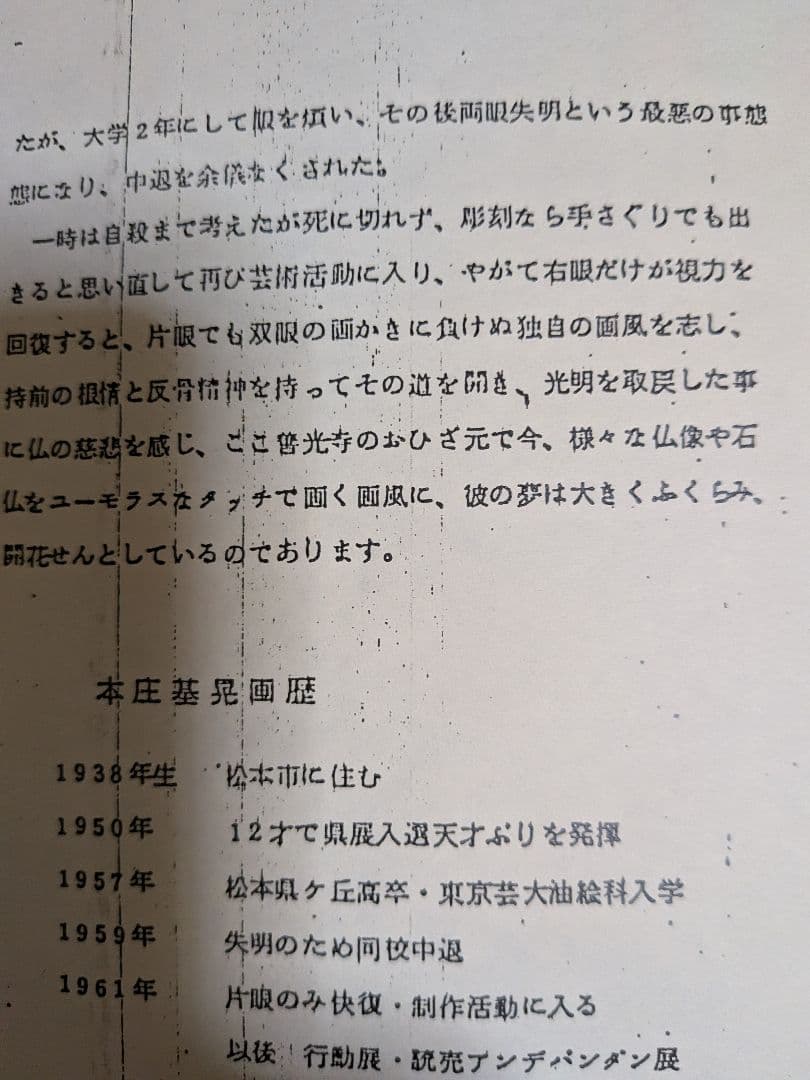 たが、大学2年にして眼を煩い、その後両眼失明という最悪の事態
態になり、中退を余儀なくされた。
一時は自殺まで考えたが死に切れず、彫刻なら手さぐりでも出
きると思い直して再び芸術活動に入り、やがて右眼だけが視力を
回復すると、片眼でも双眼の画かきに負けぬ独自の画風を志し、
持前の根情と反骨精神を持ってその道を開き、光明を取戻した事
に仏の慈悲を感じ、ここ善光寺のおひざ元で今、様々な仏像や石
仏をユーモラスなタッチで画く画風に、彼の夢は大きくふくらみ、
開花せんとしているのであります。
本庄基晃画歴
1938年生 松本市に住む
1950年 12才で県展入選天才ぶりを発揮
1957年 松本県ケ丘高卒・東京芸大油絵科入学
1959年 失明のため同校中退
1961年 片眼のみ快復・制作活動に入る
以後 行動展・読売アンデパンダン展